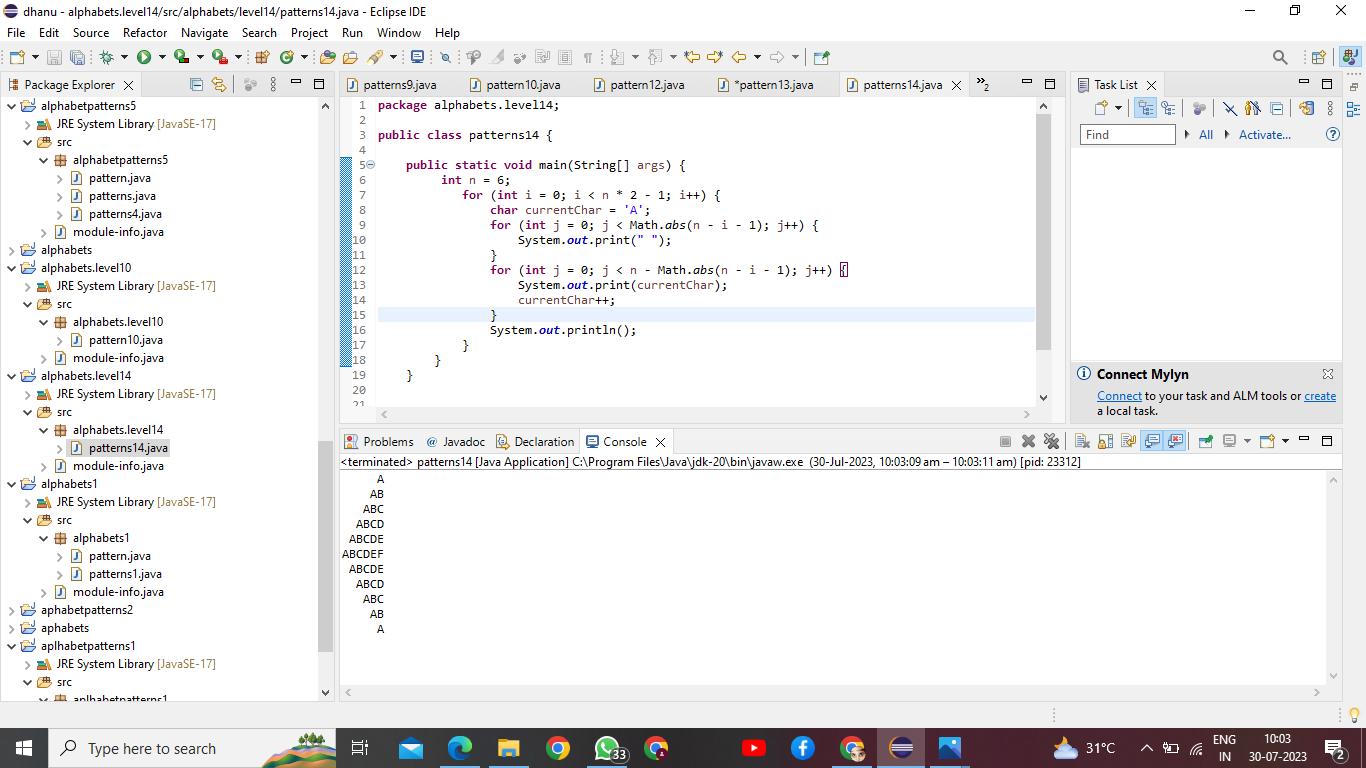 dhanu - alphabets.level14/src/alphabets/level14/patterns14.java - Eclipse IDE
File Edit Source Refactor Navigate Search Project Run Window Help
Package Explorer
alphabetpatterns5
JRE System Library [JavaSE-17]
src
alphabetpatterns5
pattern.java
patterns.java
patterns4.java
module-info.java
alphabets
alphabets.level10
JRE System Library [JavaSE-17]
src
alphabets.level10
pattern10.java
module-info.java
alphabets.level14
JRE System Library [JavaSE-17]
src
alphabets.level14
patterns14.java
module-info.java
alphabets1
JRE System Library [JavaSE-17]
src
alphabets1
pattern.java
patterns1.java
module-info.java
aphabetpatterns2
aphabets
aplhabetpatterns1
JRE System Library [JavaSE-17]
src
aplhabetpatterns1
patterns9.java pattern10.java pattern12.java *pattern13.java patterns14.java »2
1 package alphabets.level14;
2
3 public class patterns14 {
4
5 public static void main(String[] args) {
6 int n = 6;
7 for (int i = 0; i < n * 2 - 1; i++) {
8 char currentChar = 'A';
9 for (int j = 0; j < Math.abs(n - i - 1); j++) {
10 System.out.print(" ");
11 }
12 for (int j = 0; j < n - Math.abs(n - i - 1); j++) {
13 System.out.print(currentChar);
14 currentChar++;
15 }
16 System.out.println();
17 }
18 }
19 }
20
21
Task List
Find All Activate...
Connect Mylyn
Connect to your task and ALM tools or create
a local task.
Problems @ Javadoc Declaration Console
<terminated> patterns14 [Java Application] C:\Program Files\Java\jdk-20\bin\javaw.exe (30-Jul-2023, 10:03:09 am – 10:03:11 am) [pid: 23312]
A
AB
ABC
ABCD
ABCDE
ABCDEF
ABCDE
ABCD
ABC
AB
A
Type here to search
33
31°C
ENG
IN
10:03
30-07-2023
2